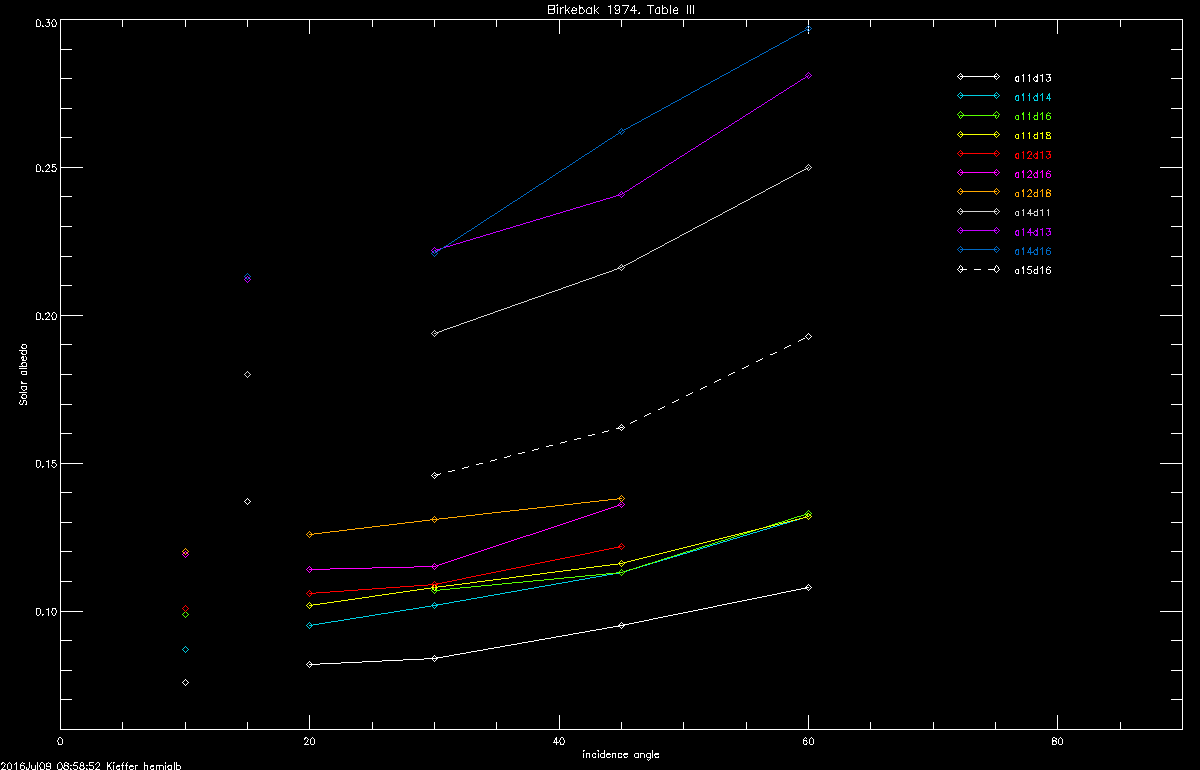 Birkebak 1974. Table III
0.30
0.25
0.20
0.15
0.10
Solar albedo
a11d13
a11d14
a11d16
a11d18
a12d13
a12d16
a12d18
a14d11
a14d13
a14d16
a15d16
0 20 40 60 80
incidence angle
2016Jul09 08:58:52 Kieffer hemialb